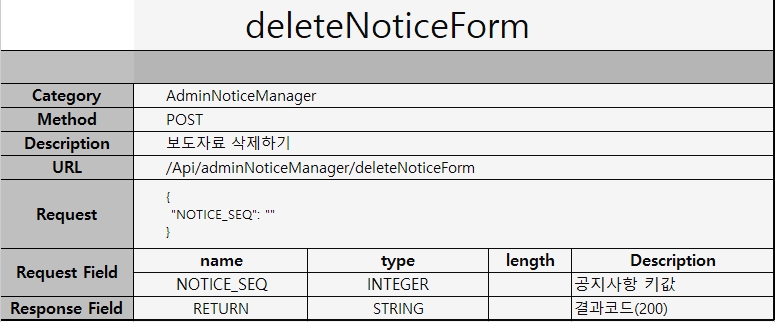 deleteNoticeForm
Category AdminNoticeManager
Method POST
Description 보도자료 삭제하기
URL /Api/adminNoticeManager/deleteNoticeForm
Request
{
"NOTICE_SEQ": ""
}
Request Field
name type length Description
NOTICE_SEQ INTEGER 공지사항 키값
Response Field RETURN STRING 결과코드(200)